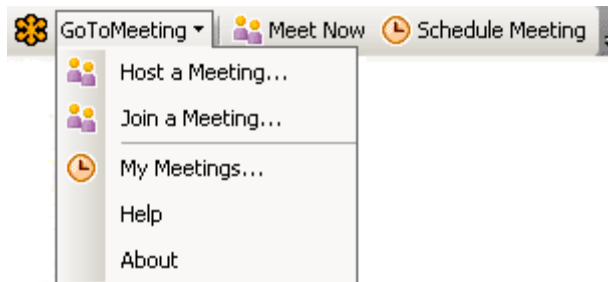 GoToMeeting Meet Now Schedule Meeting
Host a Meeting...
Join a Meeting...
My Meetings...
Help
About